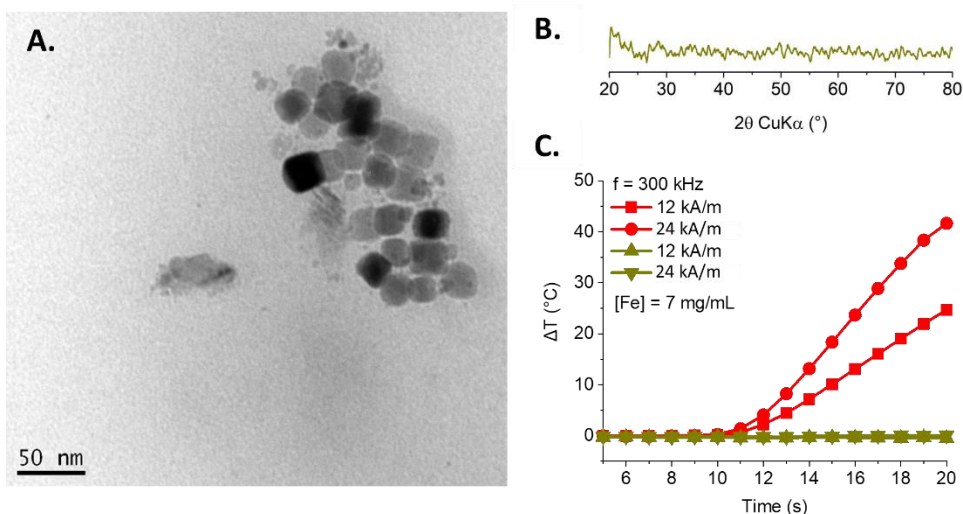 A.
50 nm
B.
20 30 40 50 60 70 80
2θ CuKα (°)
C.
f = 300 kHz
12 kA/m
24 kA/m
12 kA/m
24 kA/m
[Fe] = 7 mg/mL
50
40
30
20
10
0
ΔT (°C)
6 8 10 12 14 16 18 20
Time (s)